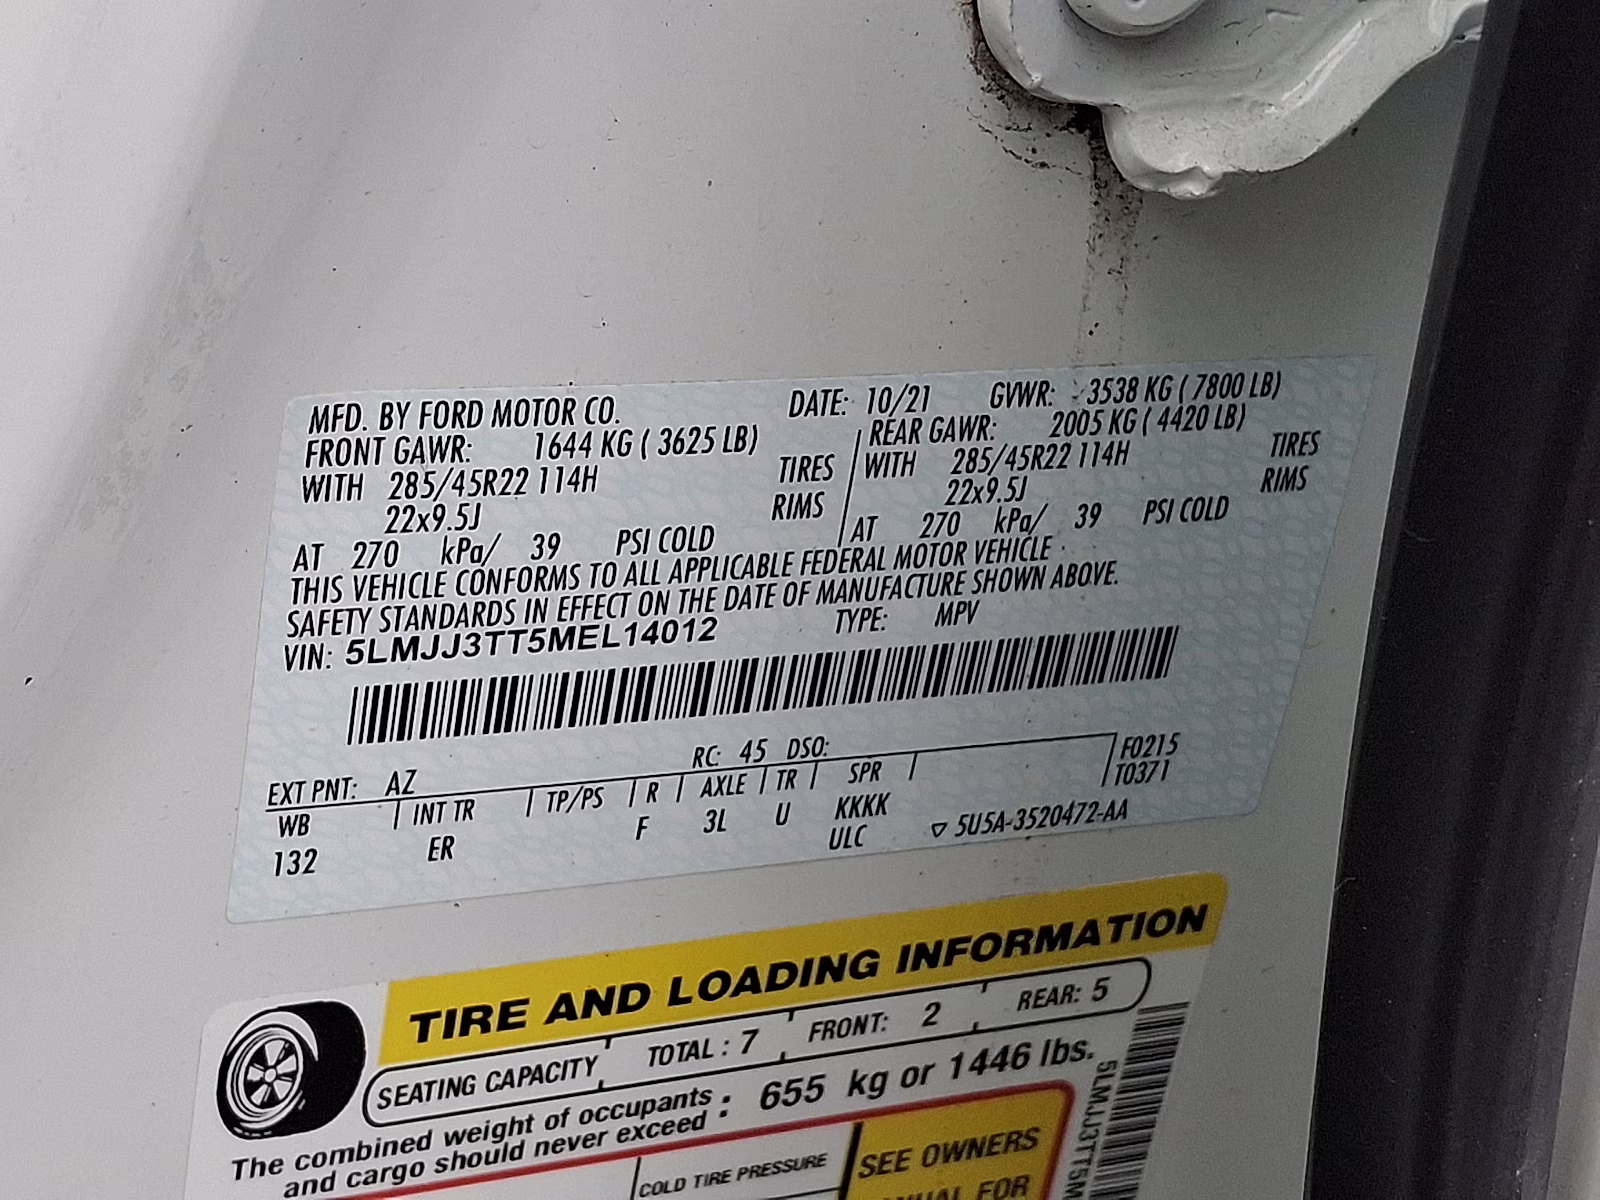 MFD. BY FORD MOTOR CO. DATE: 10/21 GVWR: 3538 KG ( 7800 LB)
FRONT GAWR: 1644 KG ( 3625 LB) REAR GAWR: 2005 KG ( 4420 LB)
WITH 285/45R22 114H TIRES WITH 285/45R22 114H TIRES
22x9.5J RIMS 22x9.5J RIMS
AT 270 kPa/ 39 PSI COLD AT 270 kPa/ 39 PSI COLD
THIS VEHICLE CONFORMS TO ALL APPLICABLE FEDERAL MOTOR VEHICLE
SAFETY STANDARDS IN EFFECT ON THE DATE OF MANUFACTURE SHOWN ABOVE.
VIN: 5LMJJ3TT5MEL14012 TYPE: MPV
EXT PNT: AZ RC: 45 DSO: F0215
WB INT TR TP/PS R AXLE TR SPR T0371
132 ER F 3L U KKKK
ULC ▽ 5U5A-3520472-AA
TIRE AND LOADING INFORMATION
SEATING CAPACITY TOTAL : 7 FRONT: 2 REAR: 5
The combined weight of occupants
and cargo should never exceed : 655 kg or 1446 lbs.
COLD TIRE PRESSURE
SEE OWNERS
MANUAL FOR
5LMJJ3TT5M